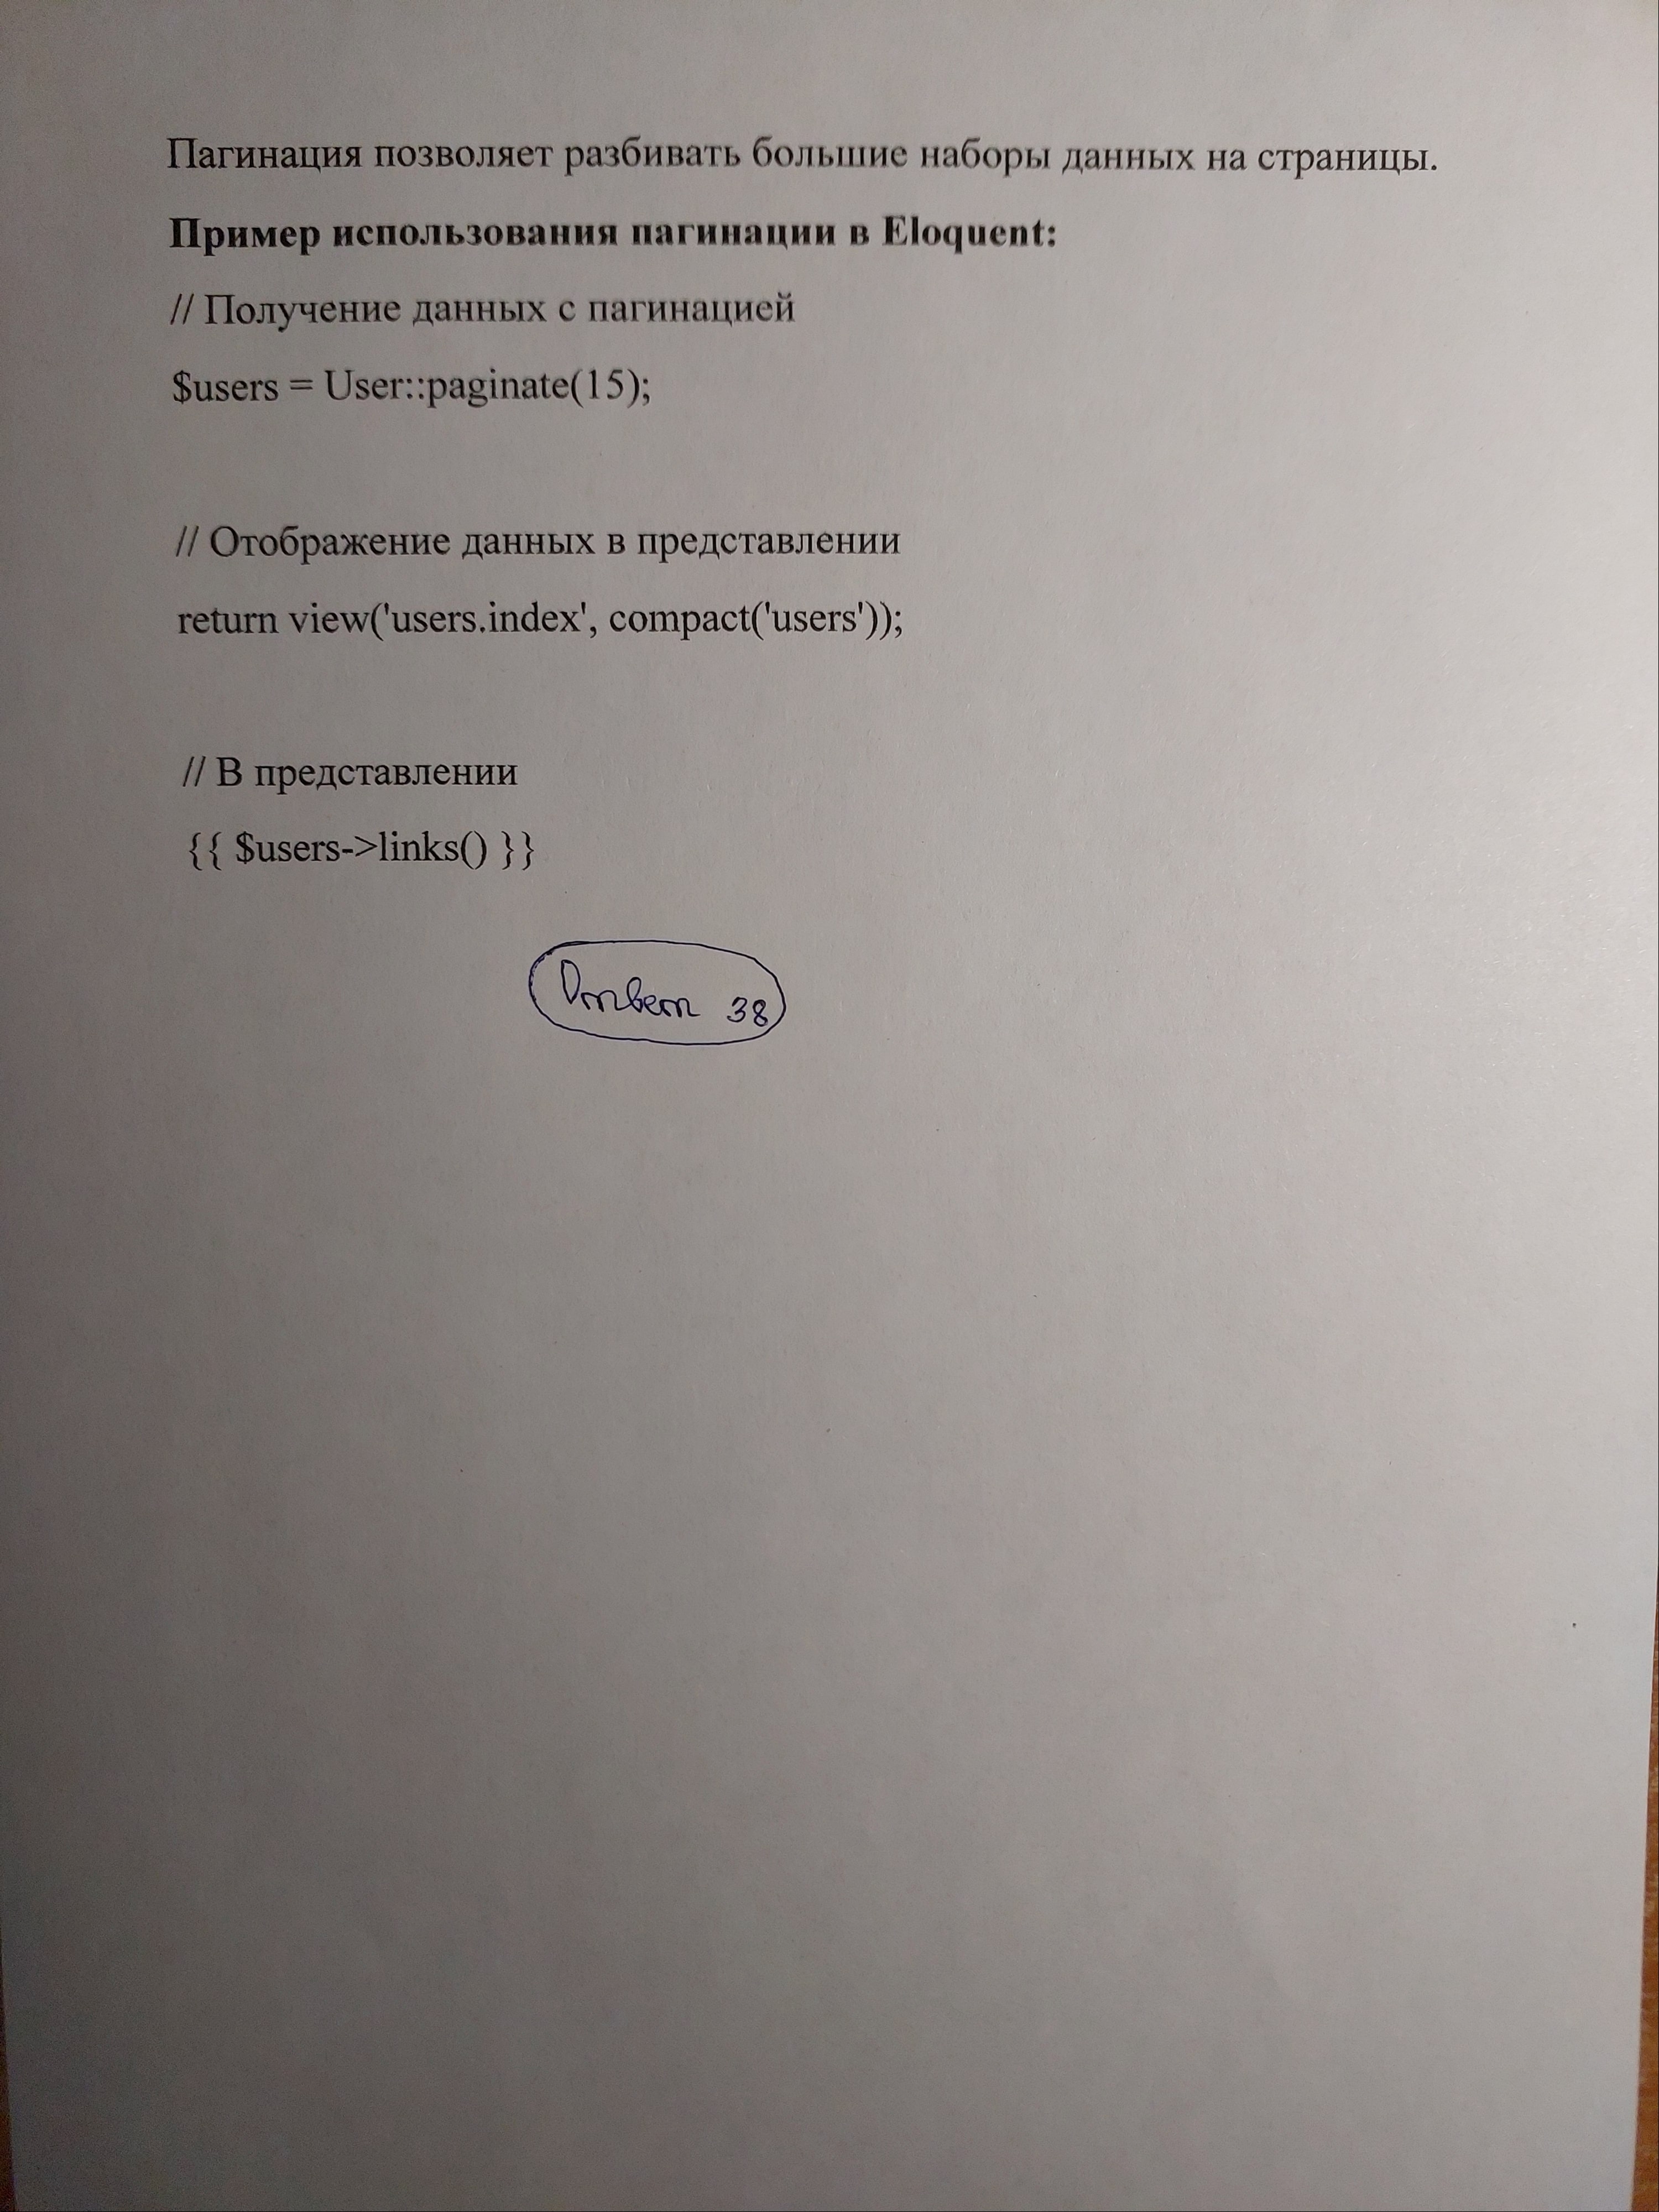 Пагинация позволяет разбивать большие наборы данных на страницы.
Пример использования пагинации в Eloquent:
// Получение данных с пагинацией
$users = User::paginate(15);
// Отображение данных в представлении
return view('users.index', compact('users'));
// В представлении
{{ $users->links() }}
Ответ 38